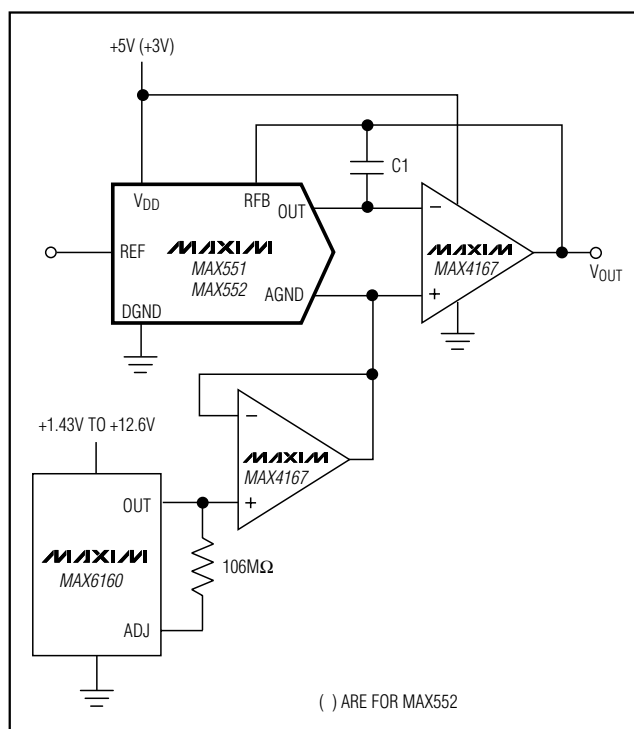 +5V (+3V)
VDD
RFB
OUT
C1
REF
MAXIM
MAX551
MAX552
AGND
DGND
−
+
MAXIM
MAX4167
VOUT
+1.43V TO +12.6V
−
+
MAXIM
MAX4167
OUT
MAXIM
MAX6160
ADJ
106MΩ
( ) ARE FOR MAX552